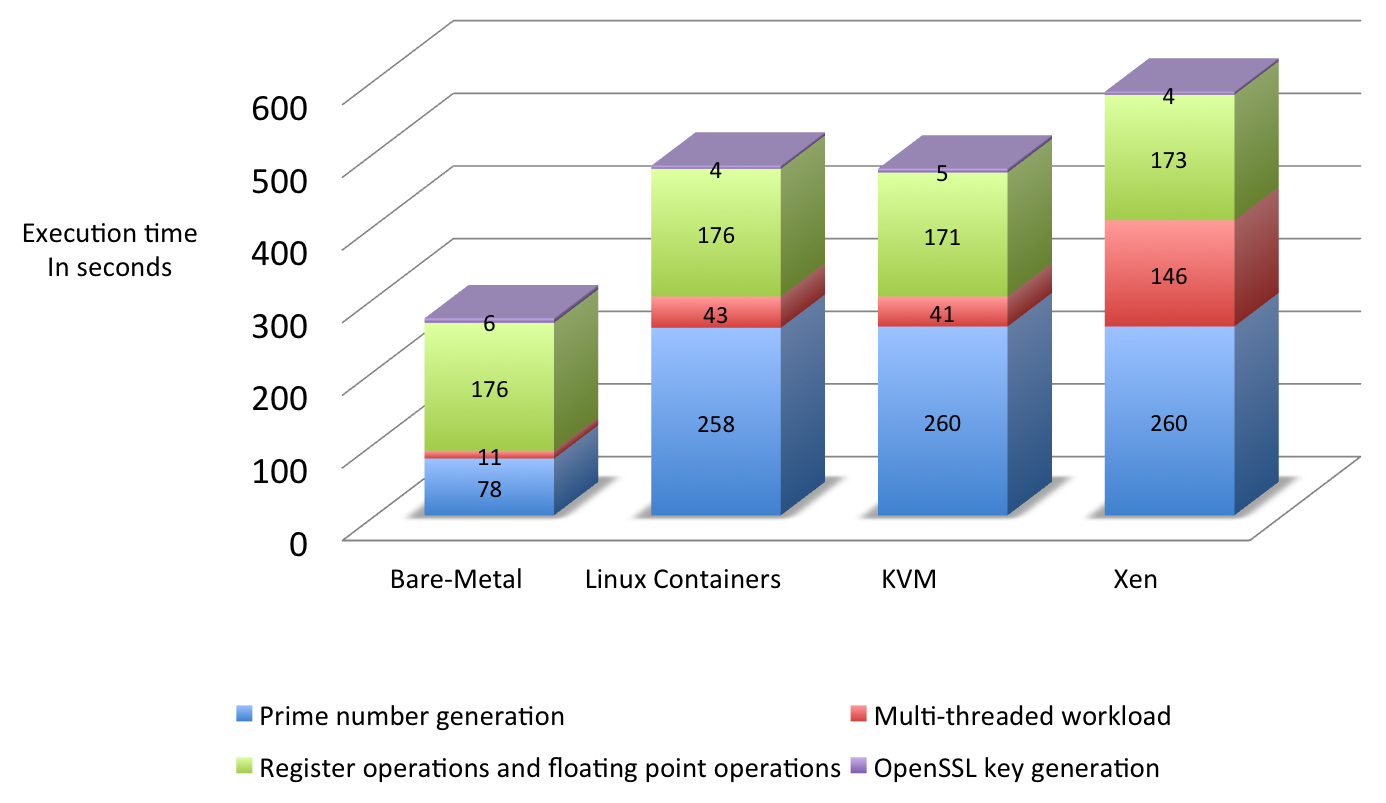 600
500
400
300
200
100
0
Execution time
In seconds
6
176
11
78
4
176
43
258
5
171
41
260
4
173
146
260
Bare-Metal
Linux Containers
KVM
Xen
Prime number generation
Multi-threaded workload
Register operations and floating point operations
OpenSSL key generation